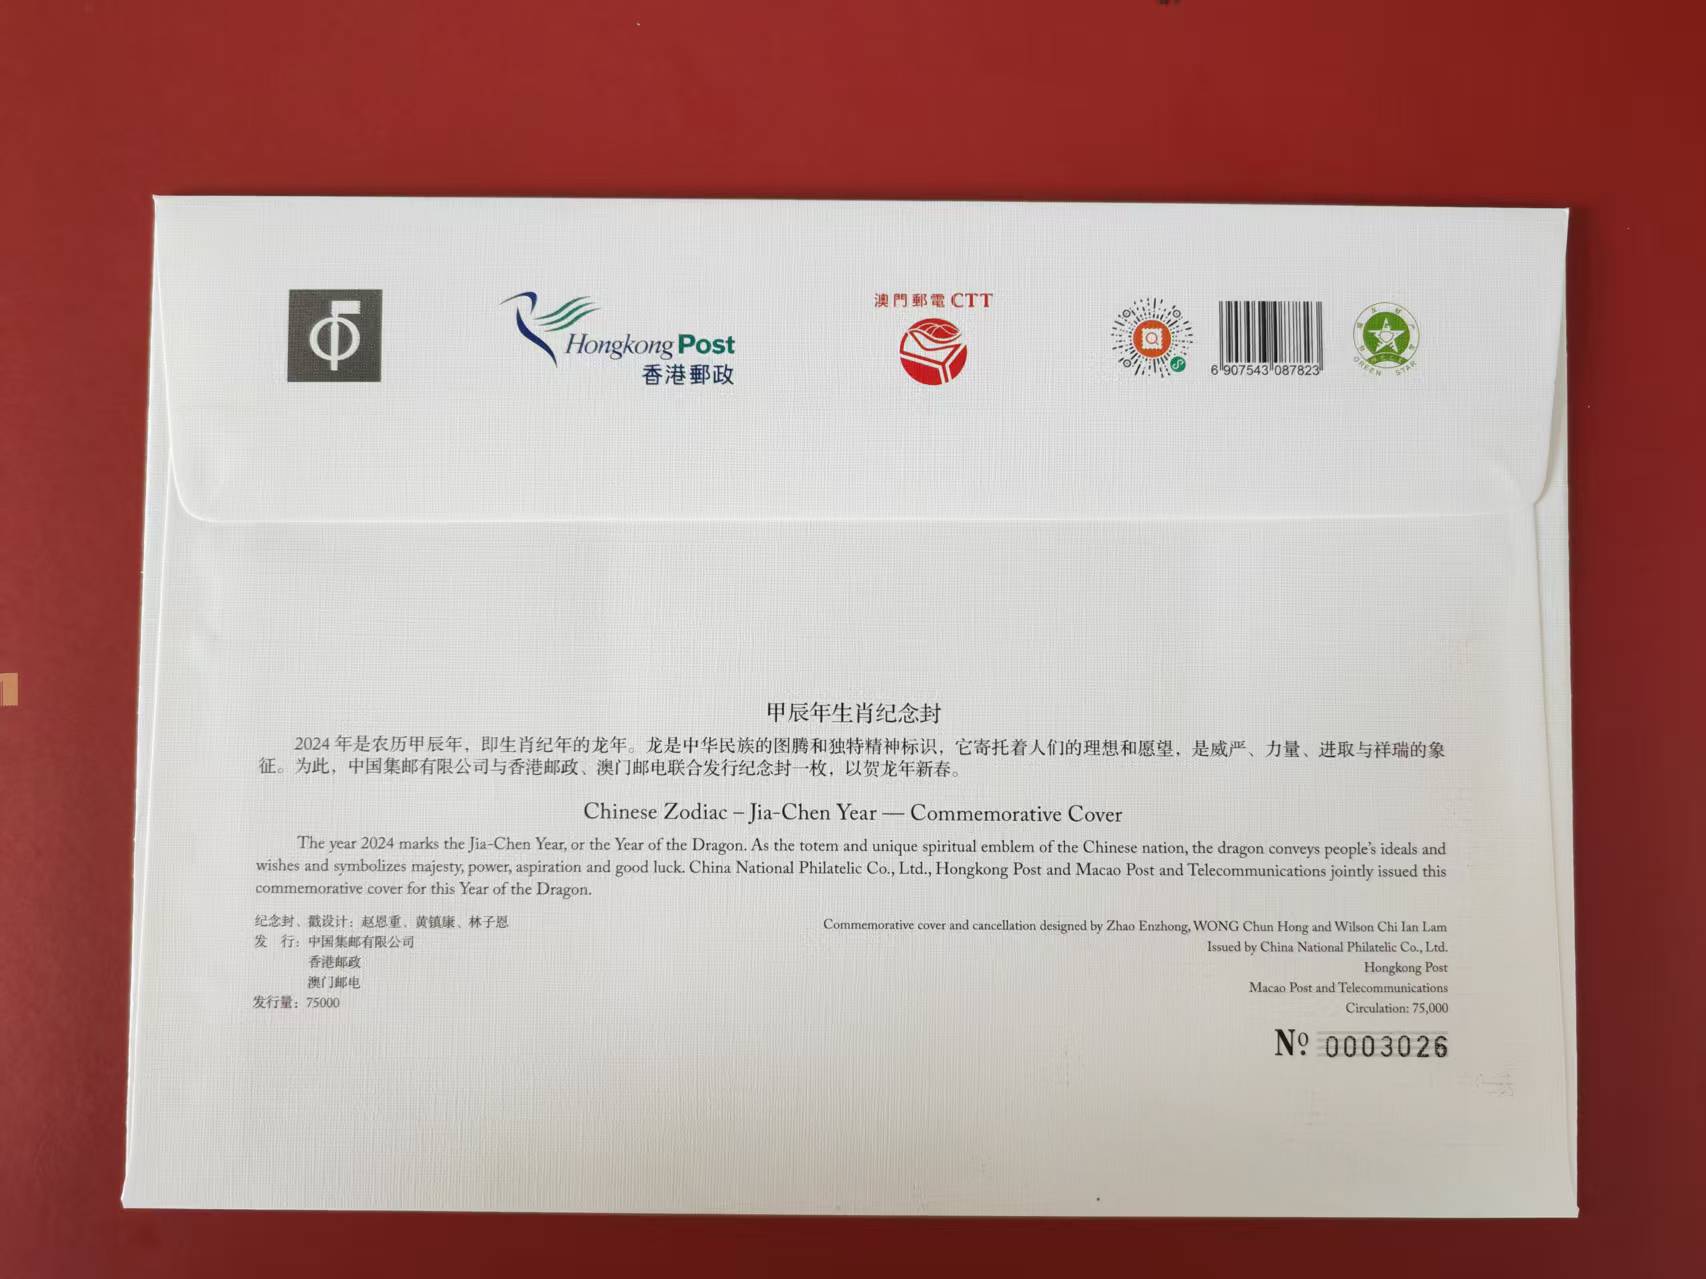 Hongkong Post
香港郵政
澳門郵電 CTT
6 907543 087823
GREEN STAR
甲辰年生肖纪念封
2024 年是农历甲辰年，即生肖纪年的龙年。龙是中华民族的图腾和独特精神标识，它寄托着人们的理想和愿望，是威严、力量、进取与祥瑞的象
征。为此，中国集邮有限公司与香港邮政、澳门邮电联合发行纪念封一枚，以贺龙年新春。
Chinese Zodiac – Jia-Chen Year — Commemorative Cover
The year 2024 marks the Jia-Chen Year, or the Year of the Dragon. As the totem and unique spiritual emblem of the Chinese nation, the dragon conveys people's ideals and
wishes and symbolizes majesty, power, aspiration and good luck. China National Philatelic Co., Ltd., Hongkong Post and Macao Post and Telecommunications jointly issued this
commemorative cover for this Year of the Dragon.
纪念封、戳设计：赵恩重、黄镇康、林子恩
发 行：中国集邮有限公司
香港邮政
澳门邮电
发行量：75000
Commemorative cover and cancellation designed by Zhao Enzhong, WONG Chun Hong and Wilson Chi Ian Lam
Issued by China National Philatelic Co., Ltd.
Hongkong Post
Macao Post and Telecommunications
Circulation: 75,000
No. 0003026